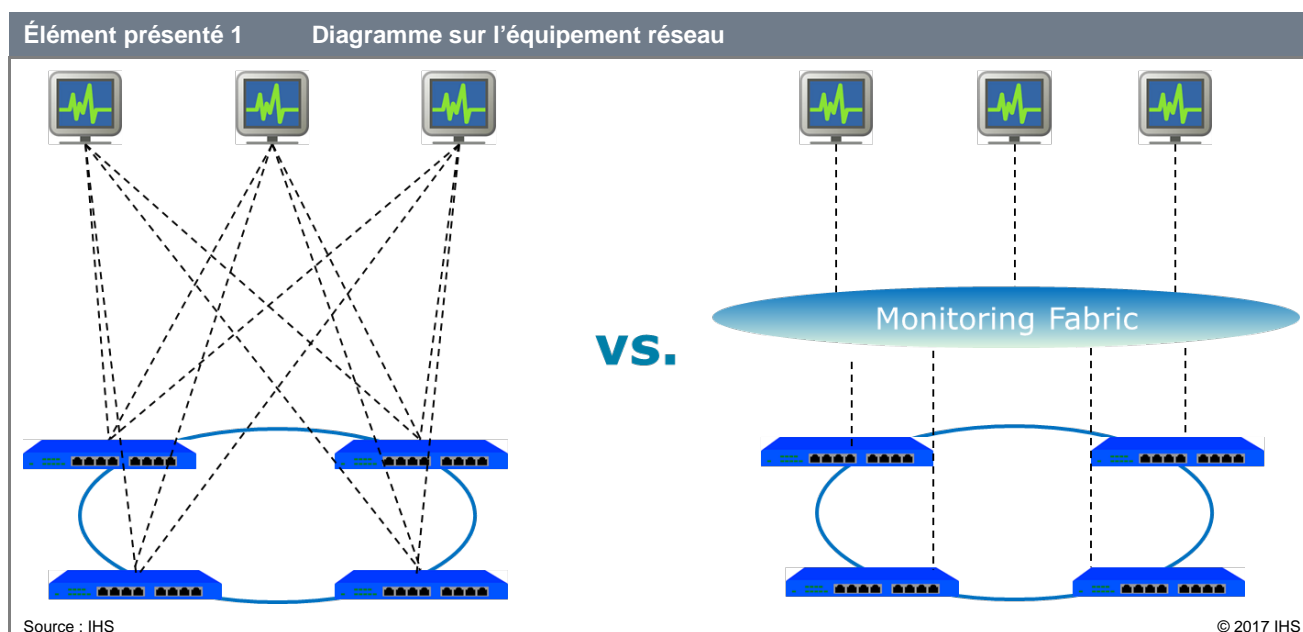 Élément présenté 1 Diagramme sur l’équipement réseau
vs.
Monitoring Fabric
Source : IHS
© 2017 IHS